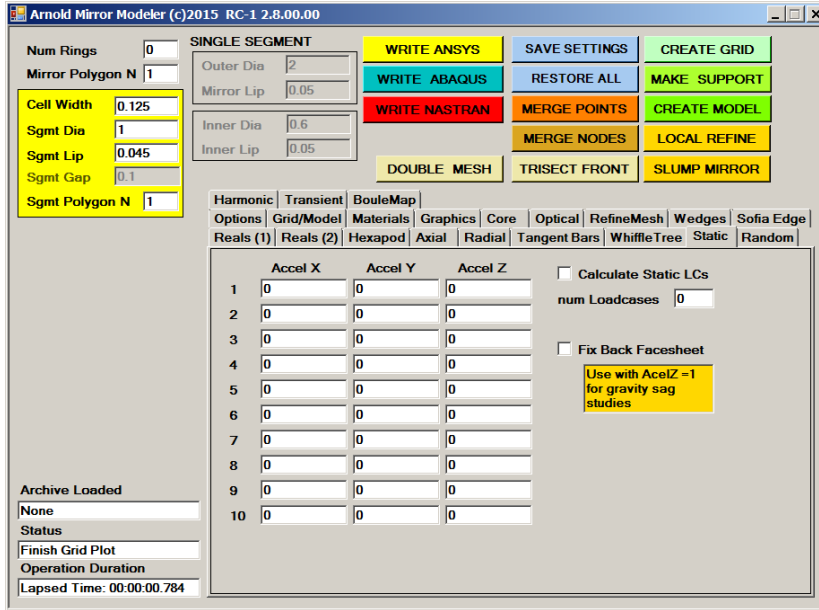 Arnold Mirror Modeler (c)2015 RC-1 2.8.00.00
Num Rings 0
Mirror Polygon N 1
Cell Width 0.125
Sgmt Dia 1
Sgmt Lip 0.045
Sgmt Gap 0.1
Sgmt Polygon N 1
SINGLE SEGMENT
Outer Dia 2
Mirror Lip 0.05
Inner Dia 0.6
Inner Lip 0.05
WRITE ANSYS SAVE SETTINGS CREATE GRID
WRITE ABAQUS RESTORE ALL MAKE SUPPORT
WRITE NASTRAN MERGE POINTS CREATE MODEL
MERGE NODES LOCAL REFINE
DOUBLE MESH TRISECT FRONT SLUMP MIRROR
Harmonic Transient BouleMap
Options Grid/Model Materials Graphics Core Optical RefineMesh Wedges Sofia Edge
Reals (1) Reals (2) Hexapod Axial Radial Tangent Bars WhiffleTree Static Random
Accel X Accel Y Accel Z
1 0 0 0
2 0 0 0
3 0 0 0
4 0 0 0
5 0 0 0
6 0 0 0
7 0 0 0
8 0 0 0
9 0 0 0
10 0 0 0
Calculate Static LCs
num Loadcases 0
Fix Back Facesheet
Use with AcelZ =1
for gravity sag
studies
Archive Loaded
None
Status
Finish Grid Plot
Operation Duration
Lapsed Time: 00:00:00.784